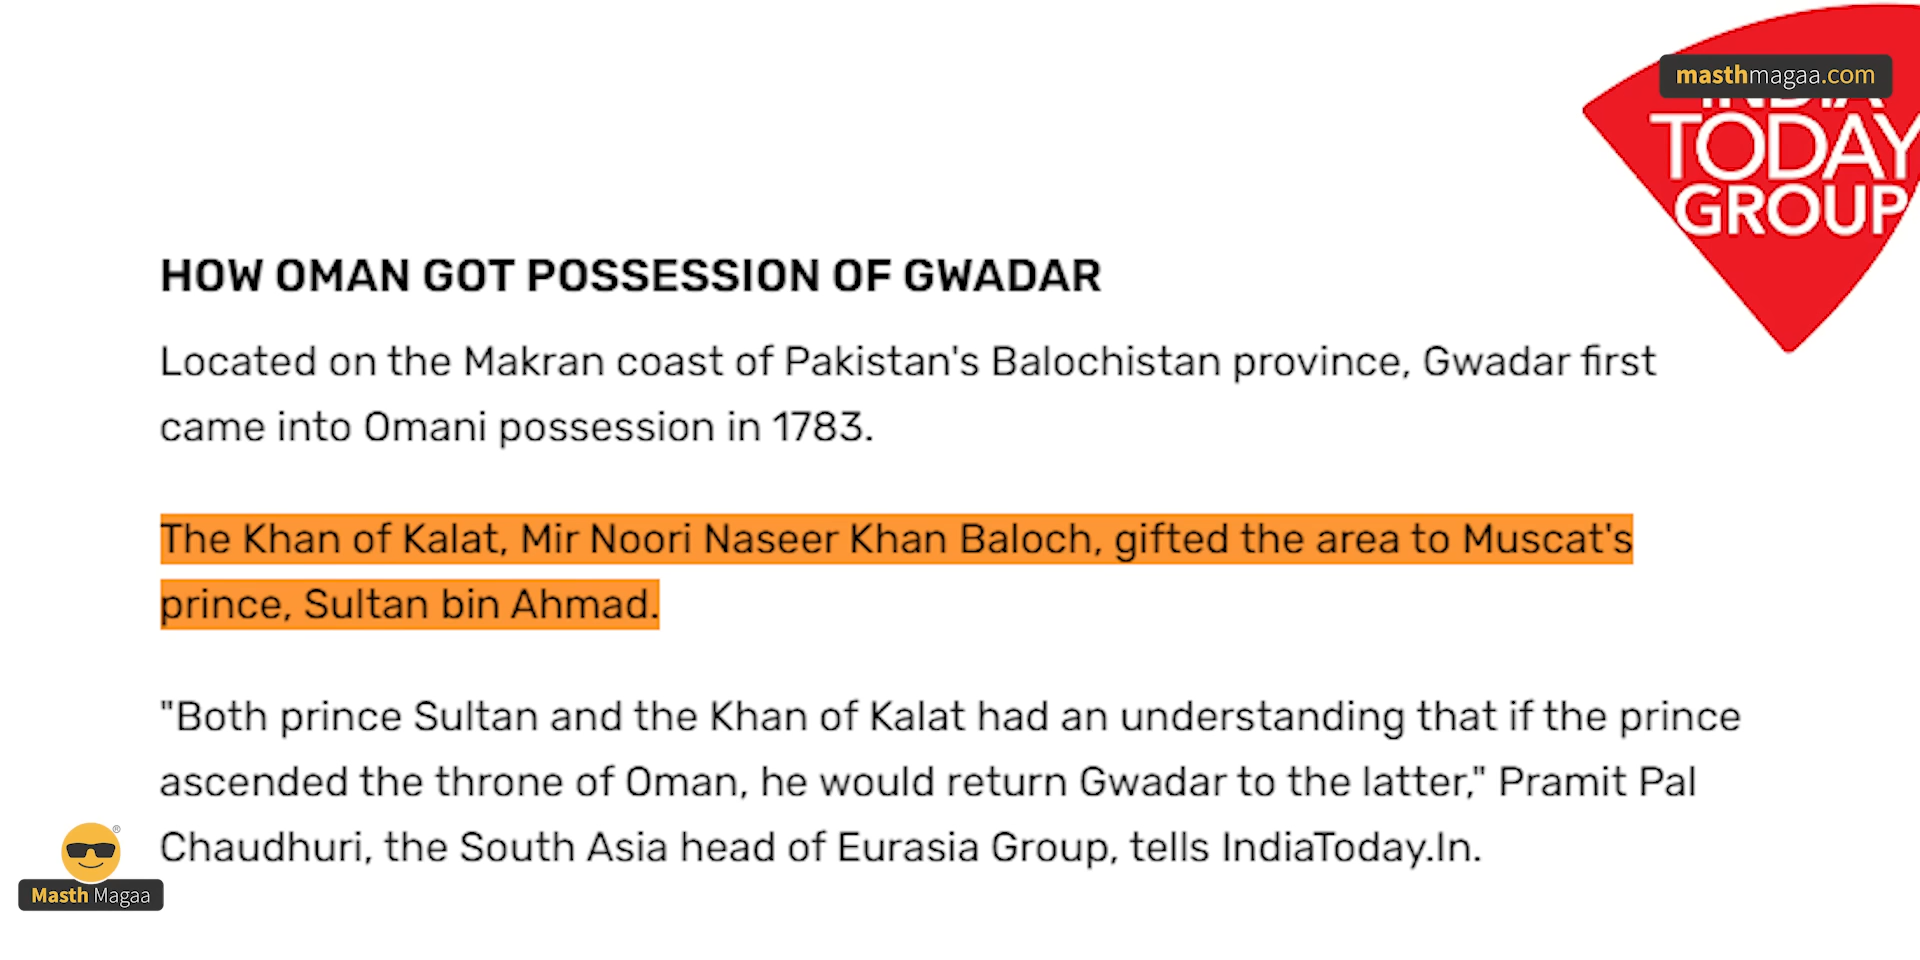 masthmagaa.com
TODAY
GROUP
HOW OMAN GOT POSSESSION OF GWADAR
Located on the Makran coast of Pakistan's Balochistan province, Gwadar first
came into Omani possession in 1783.
The Khan of Kalat, Mir Noori Naseer Khan Baloch, gifted the area to Muscat's
prince, Sultan bin Ahmad.
"Both prince Sultan and the Khan of Kalat had an understanding that if the prince
ascended the throne of Oman, he would return Gwadar to the latter," Pramit Pal
Chaudhuri, the South Asia head of Eurasia Group, tells IndiaToday.In.
®
Masth Magaa